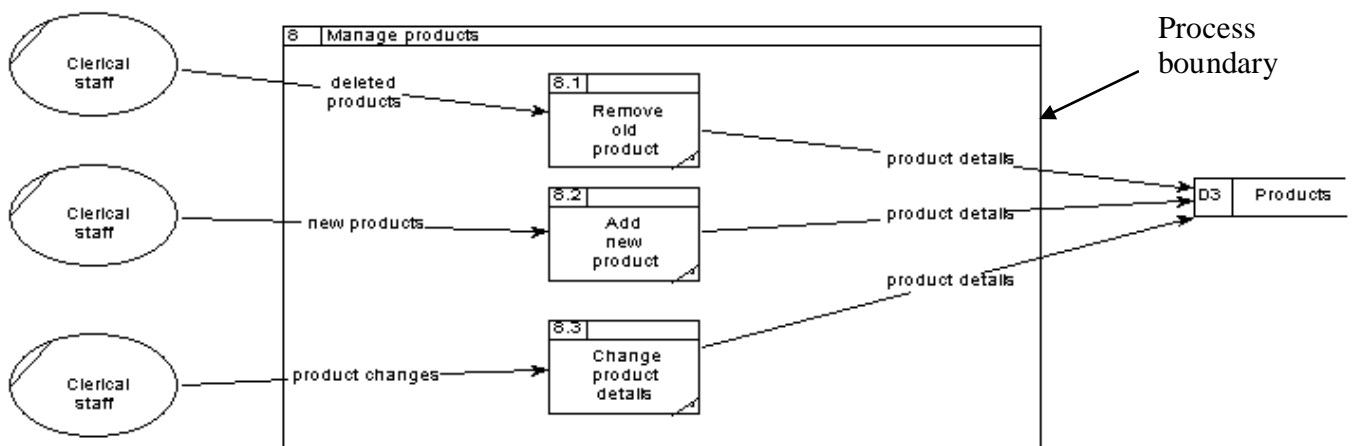 8 Manage products
Process
boundary
Clerical
staff
deleted
products
8.1
Remove
old
product
product details
D3 Products
Clerical
staff
new products
8.2
Add
new
product
product details
Clerical
staff
product changes
8.3
Change
product
details
product details